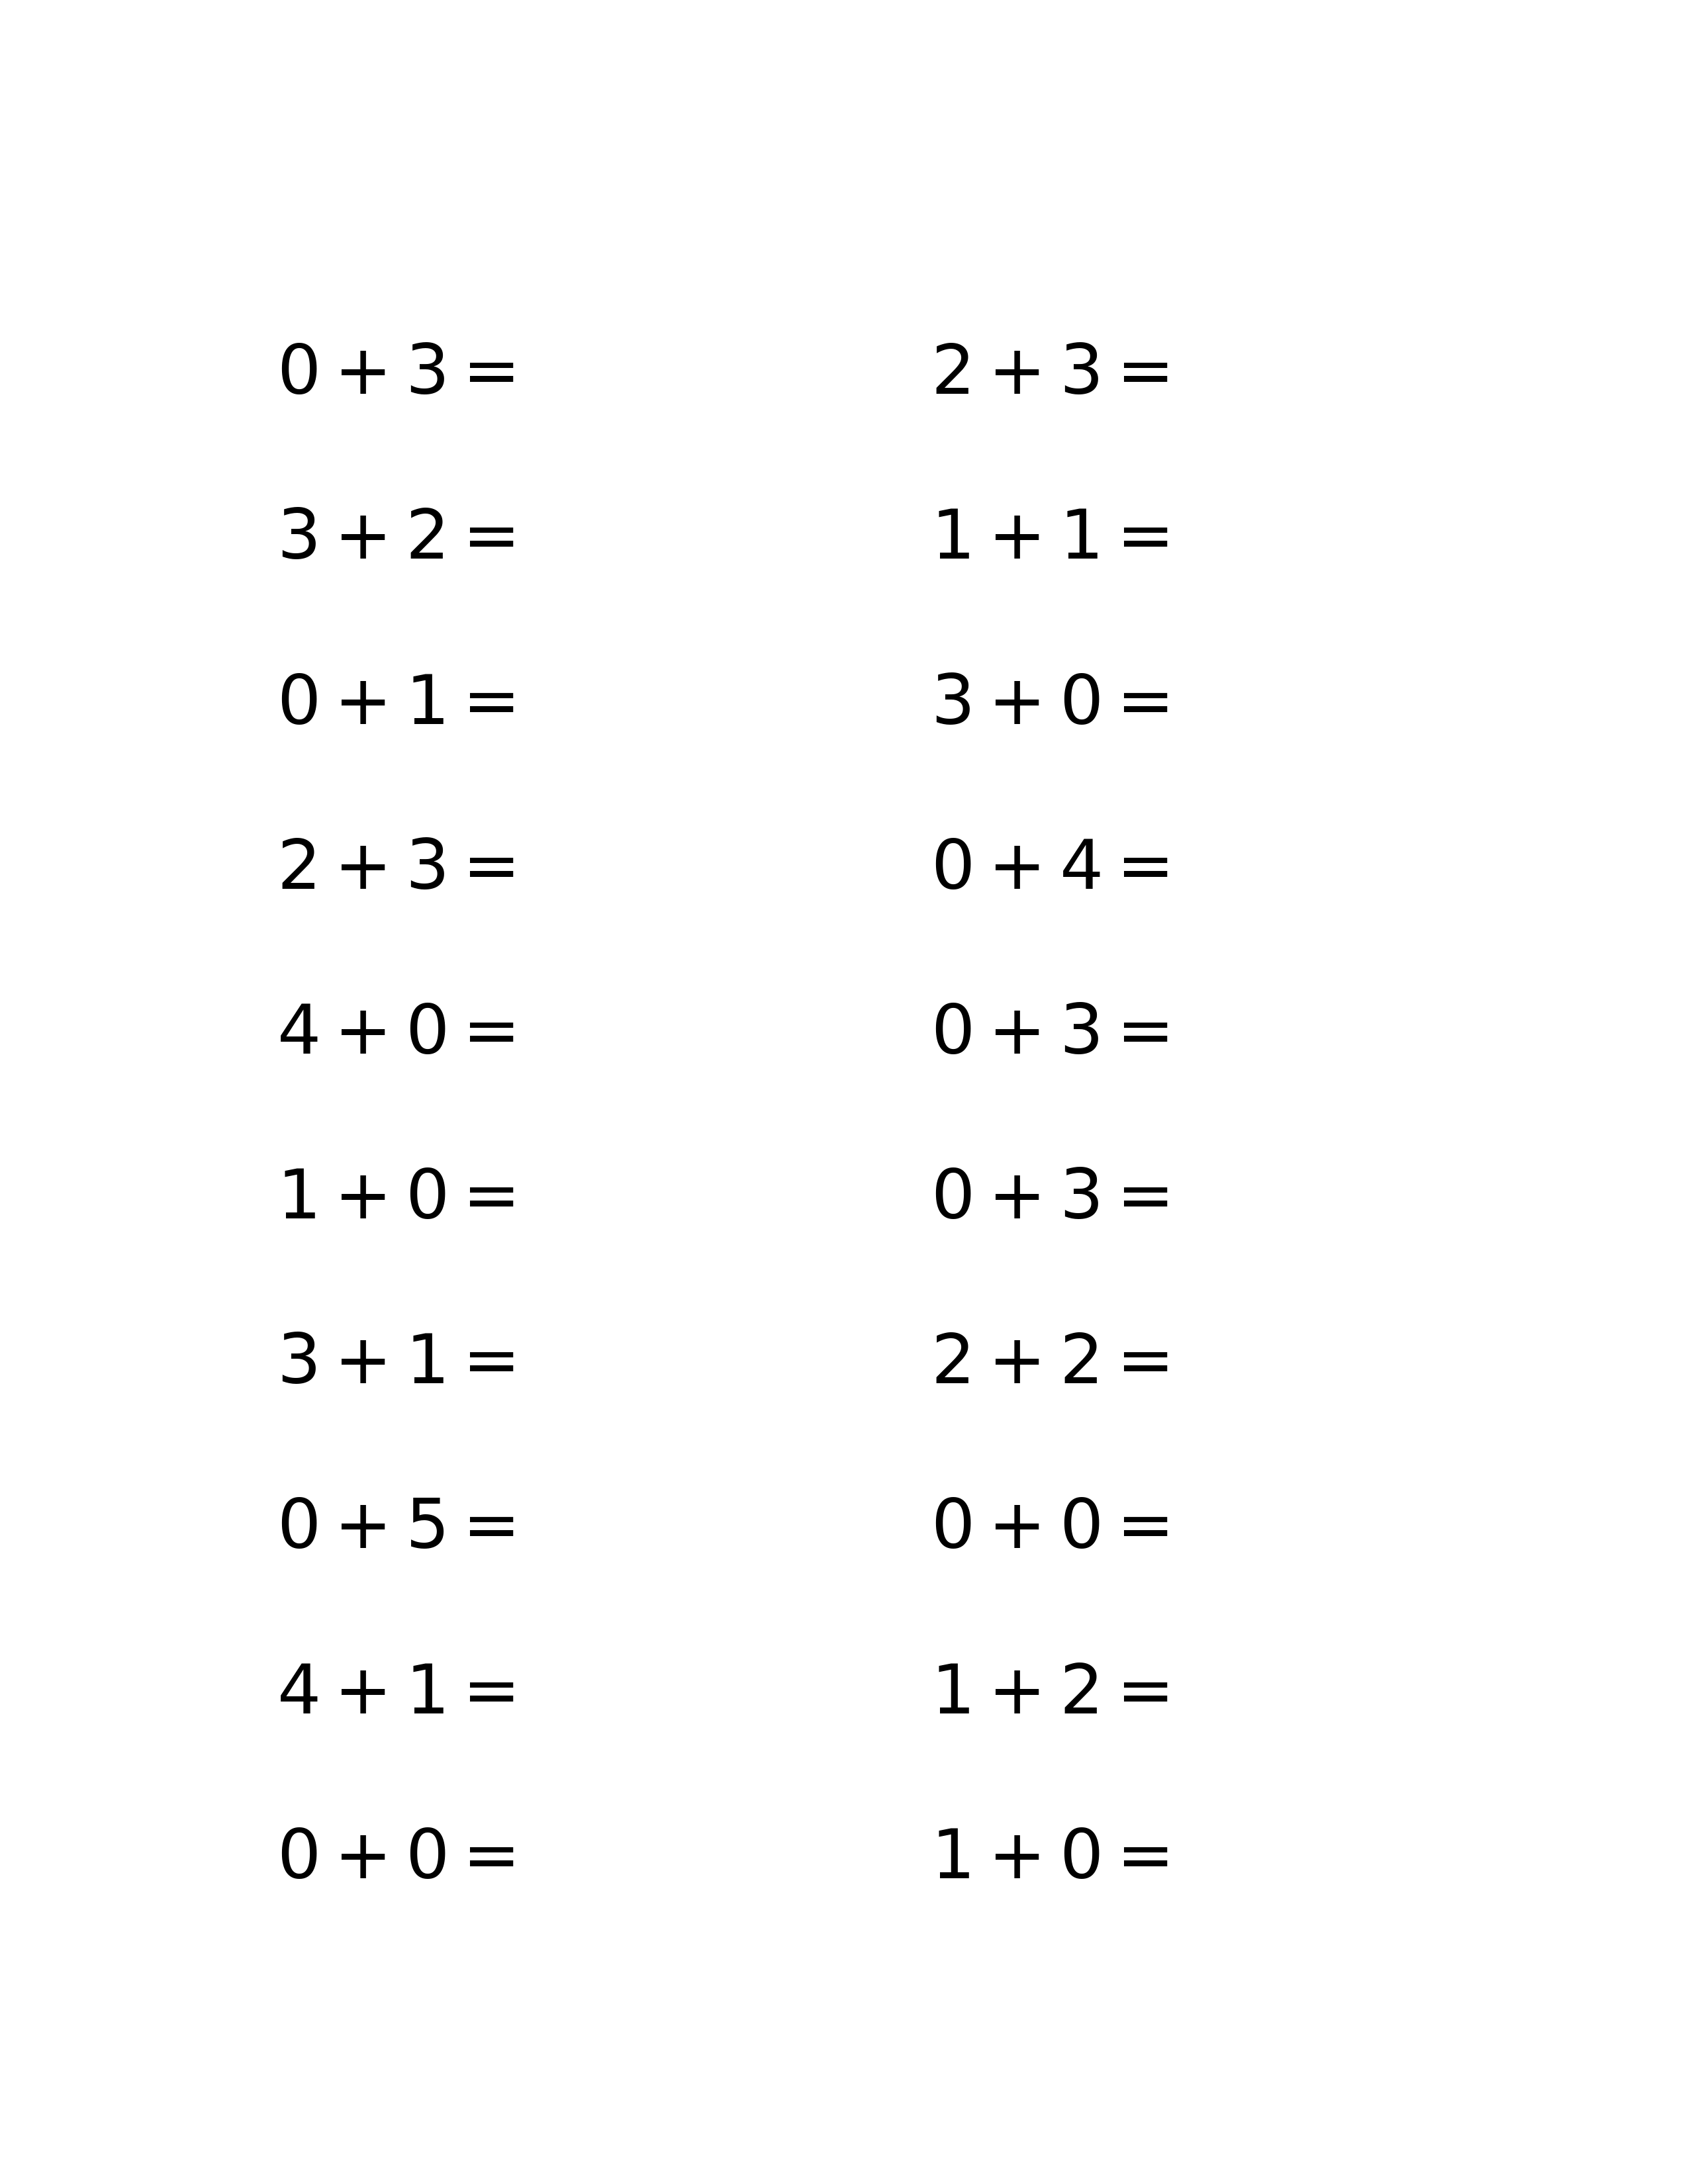 0 + 3 =
2 + 3 =
3 + 2 =
1 + 1 =
0 + 1 =
3 + 0 =
2 + 3 =
0 + 4 =
4 + 0 =
0 + 3 =
1 + 0 =
0 + 3 =
3 + 1 =
2 + 2 =
0 + 5 =
0 + 0 =
4 + 1 =
1 + 2 =
0 + 0 =
1 + 0 =